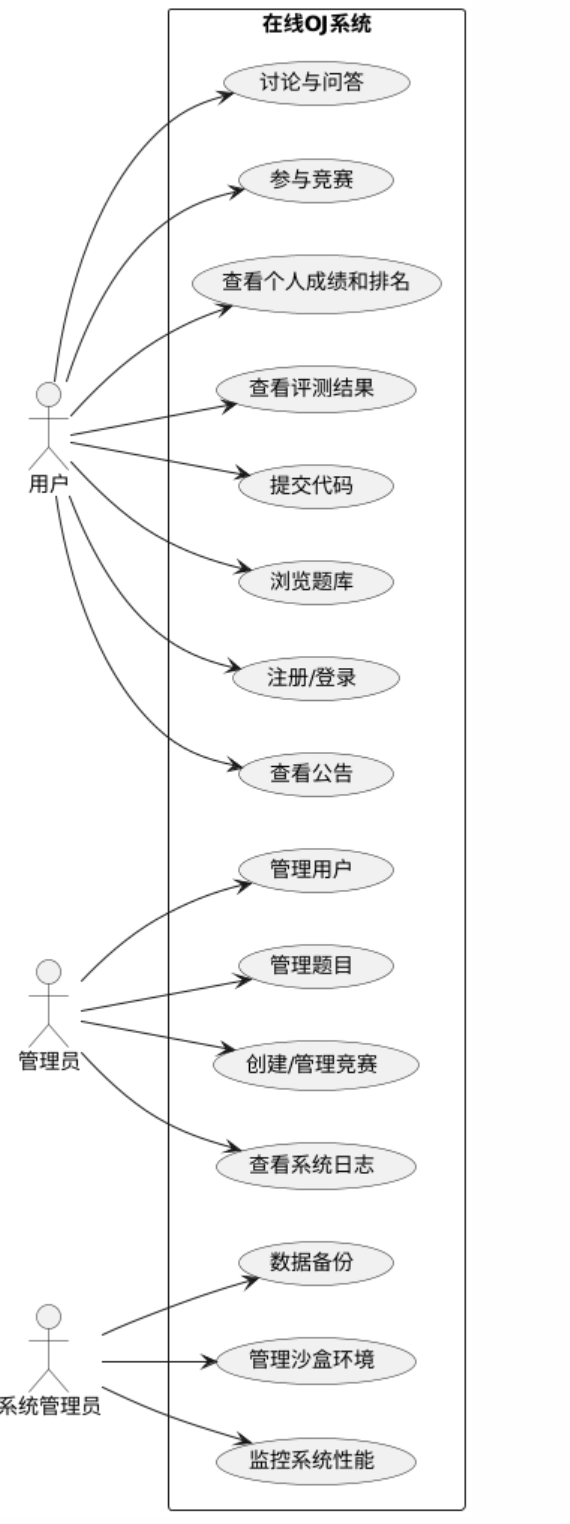 在线OJ系统
讨论与问答
参与竞赛
查看个人成绩和排名
查看评测结果
用户
提交代码
浏览题库
注册/登录
查看公告
管理用户
管理题目
管理员
创建/管理竞赛
查看系统日志
数据备份
管理沙盒环境
系统管理员
监控系统性能